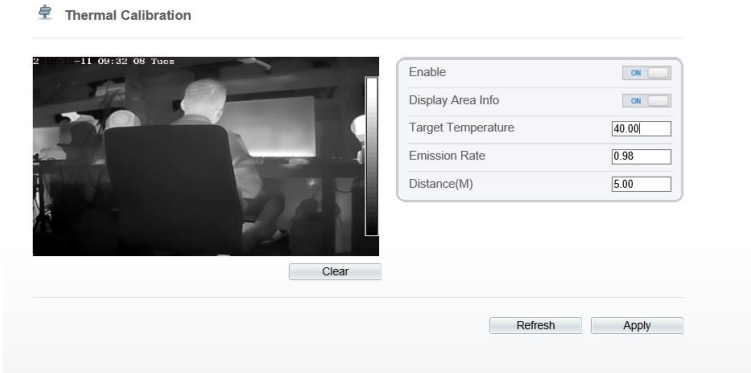 Thermal Calibration
-11 09:32 08 Tues
Enable ON
Display Area Info ON
Target Temperature 40.00
Emission Rate 0.98
Distance(M) 5.00
Clear
Refresh Apply